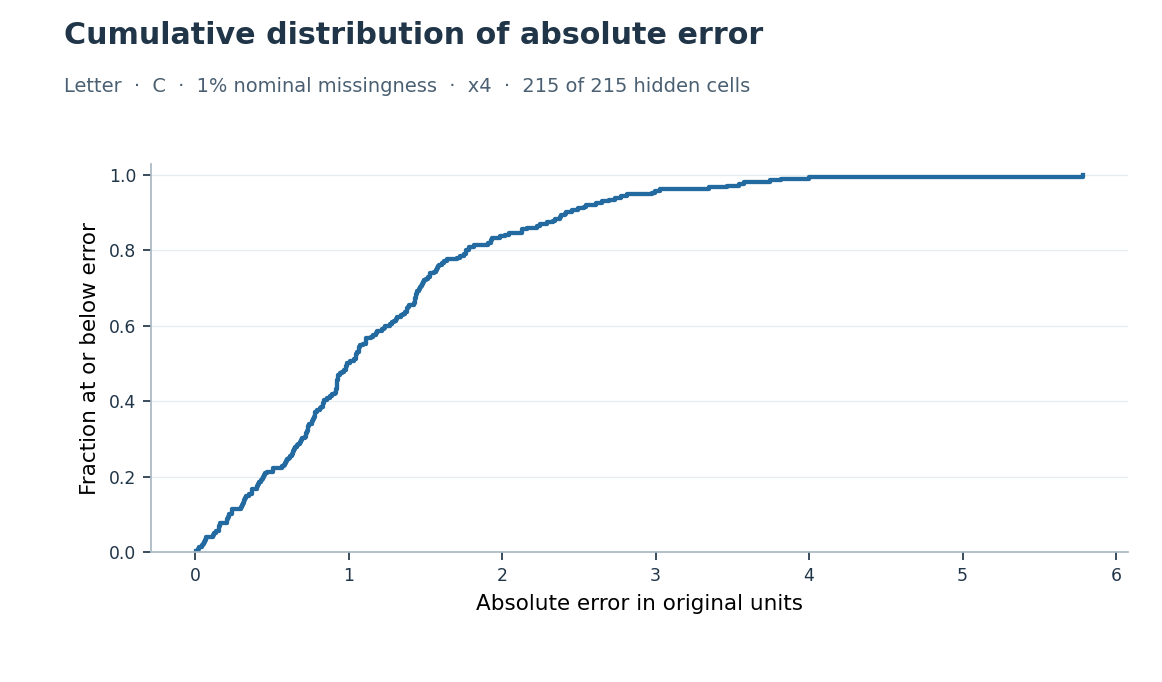 Cumulative distribution of absolute error
Letter · C · 1% nominal missingness · x4 · 215 of 215 hidden cells
Fraction at or below error
1.0
0.8
0.6
0.4
0.2
0.0
0 1 2 3 4 5 6
Absolute error in original units